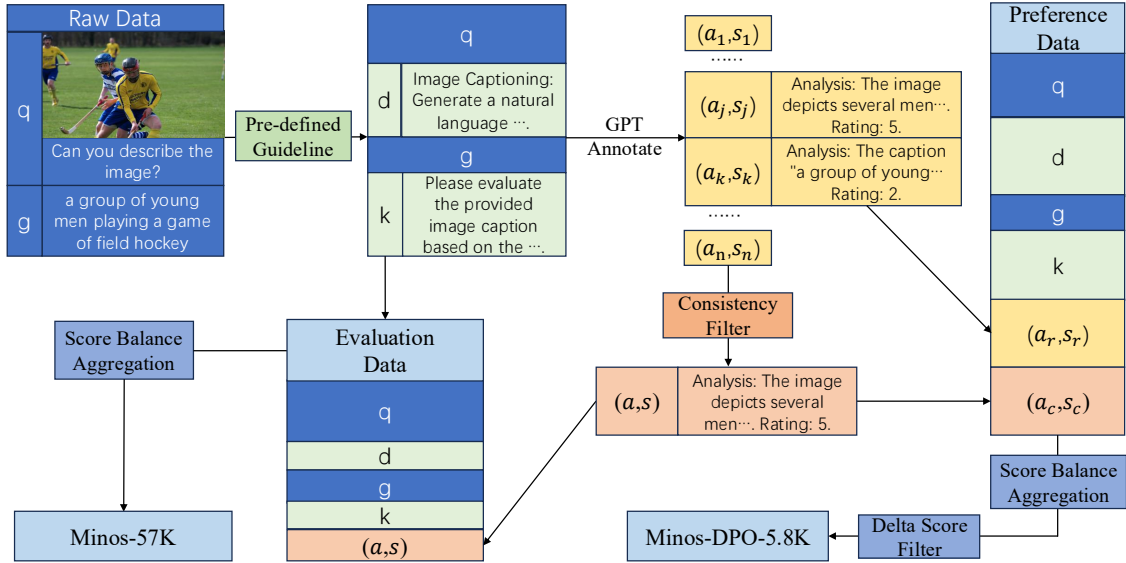 Raw Data
q
Can you describe the
image?
g
a group of young
men playing a game
of field hockey
Pre-defined
Guideline
q
d
Image Captioning:
Generate a natural
language ….
g
k
Please evaluate
the provided
image caption
based on the …
.
GPT
Annotate
(a₁,s₁)
……
(aⱼ,sⱼ)
Analysis: The image
depicts several men….
Rating: 5.
(aₖ,sₖ)
Analysis: The caption
"a group of young…
Rating: 2.
……
(aₙ,sₙ)
Consistency
Filter
(a,s)
Analysis: The image
depicts several
men…. Rating: 5.
Preference
Data
q
d
g
k
(aᵣ,sᵣ)
(a_c,s_c)
Score Balance
Aggregation
Delta Score
Filter
Minos-DPO-5.8K
Evaluation
Data
q
d
g
k
(a,s)
Score Balance
Aggregation
Minos-57K